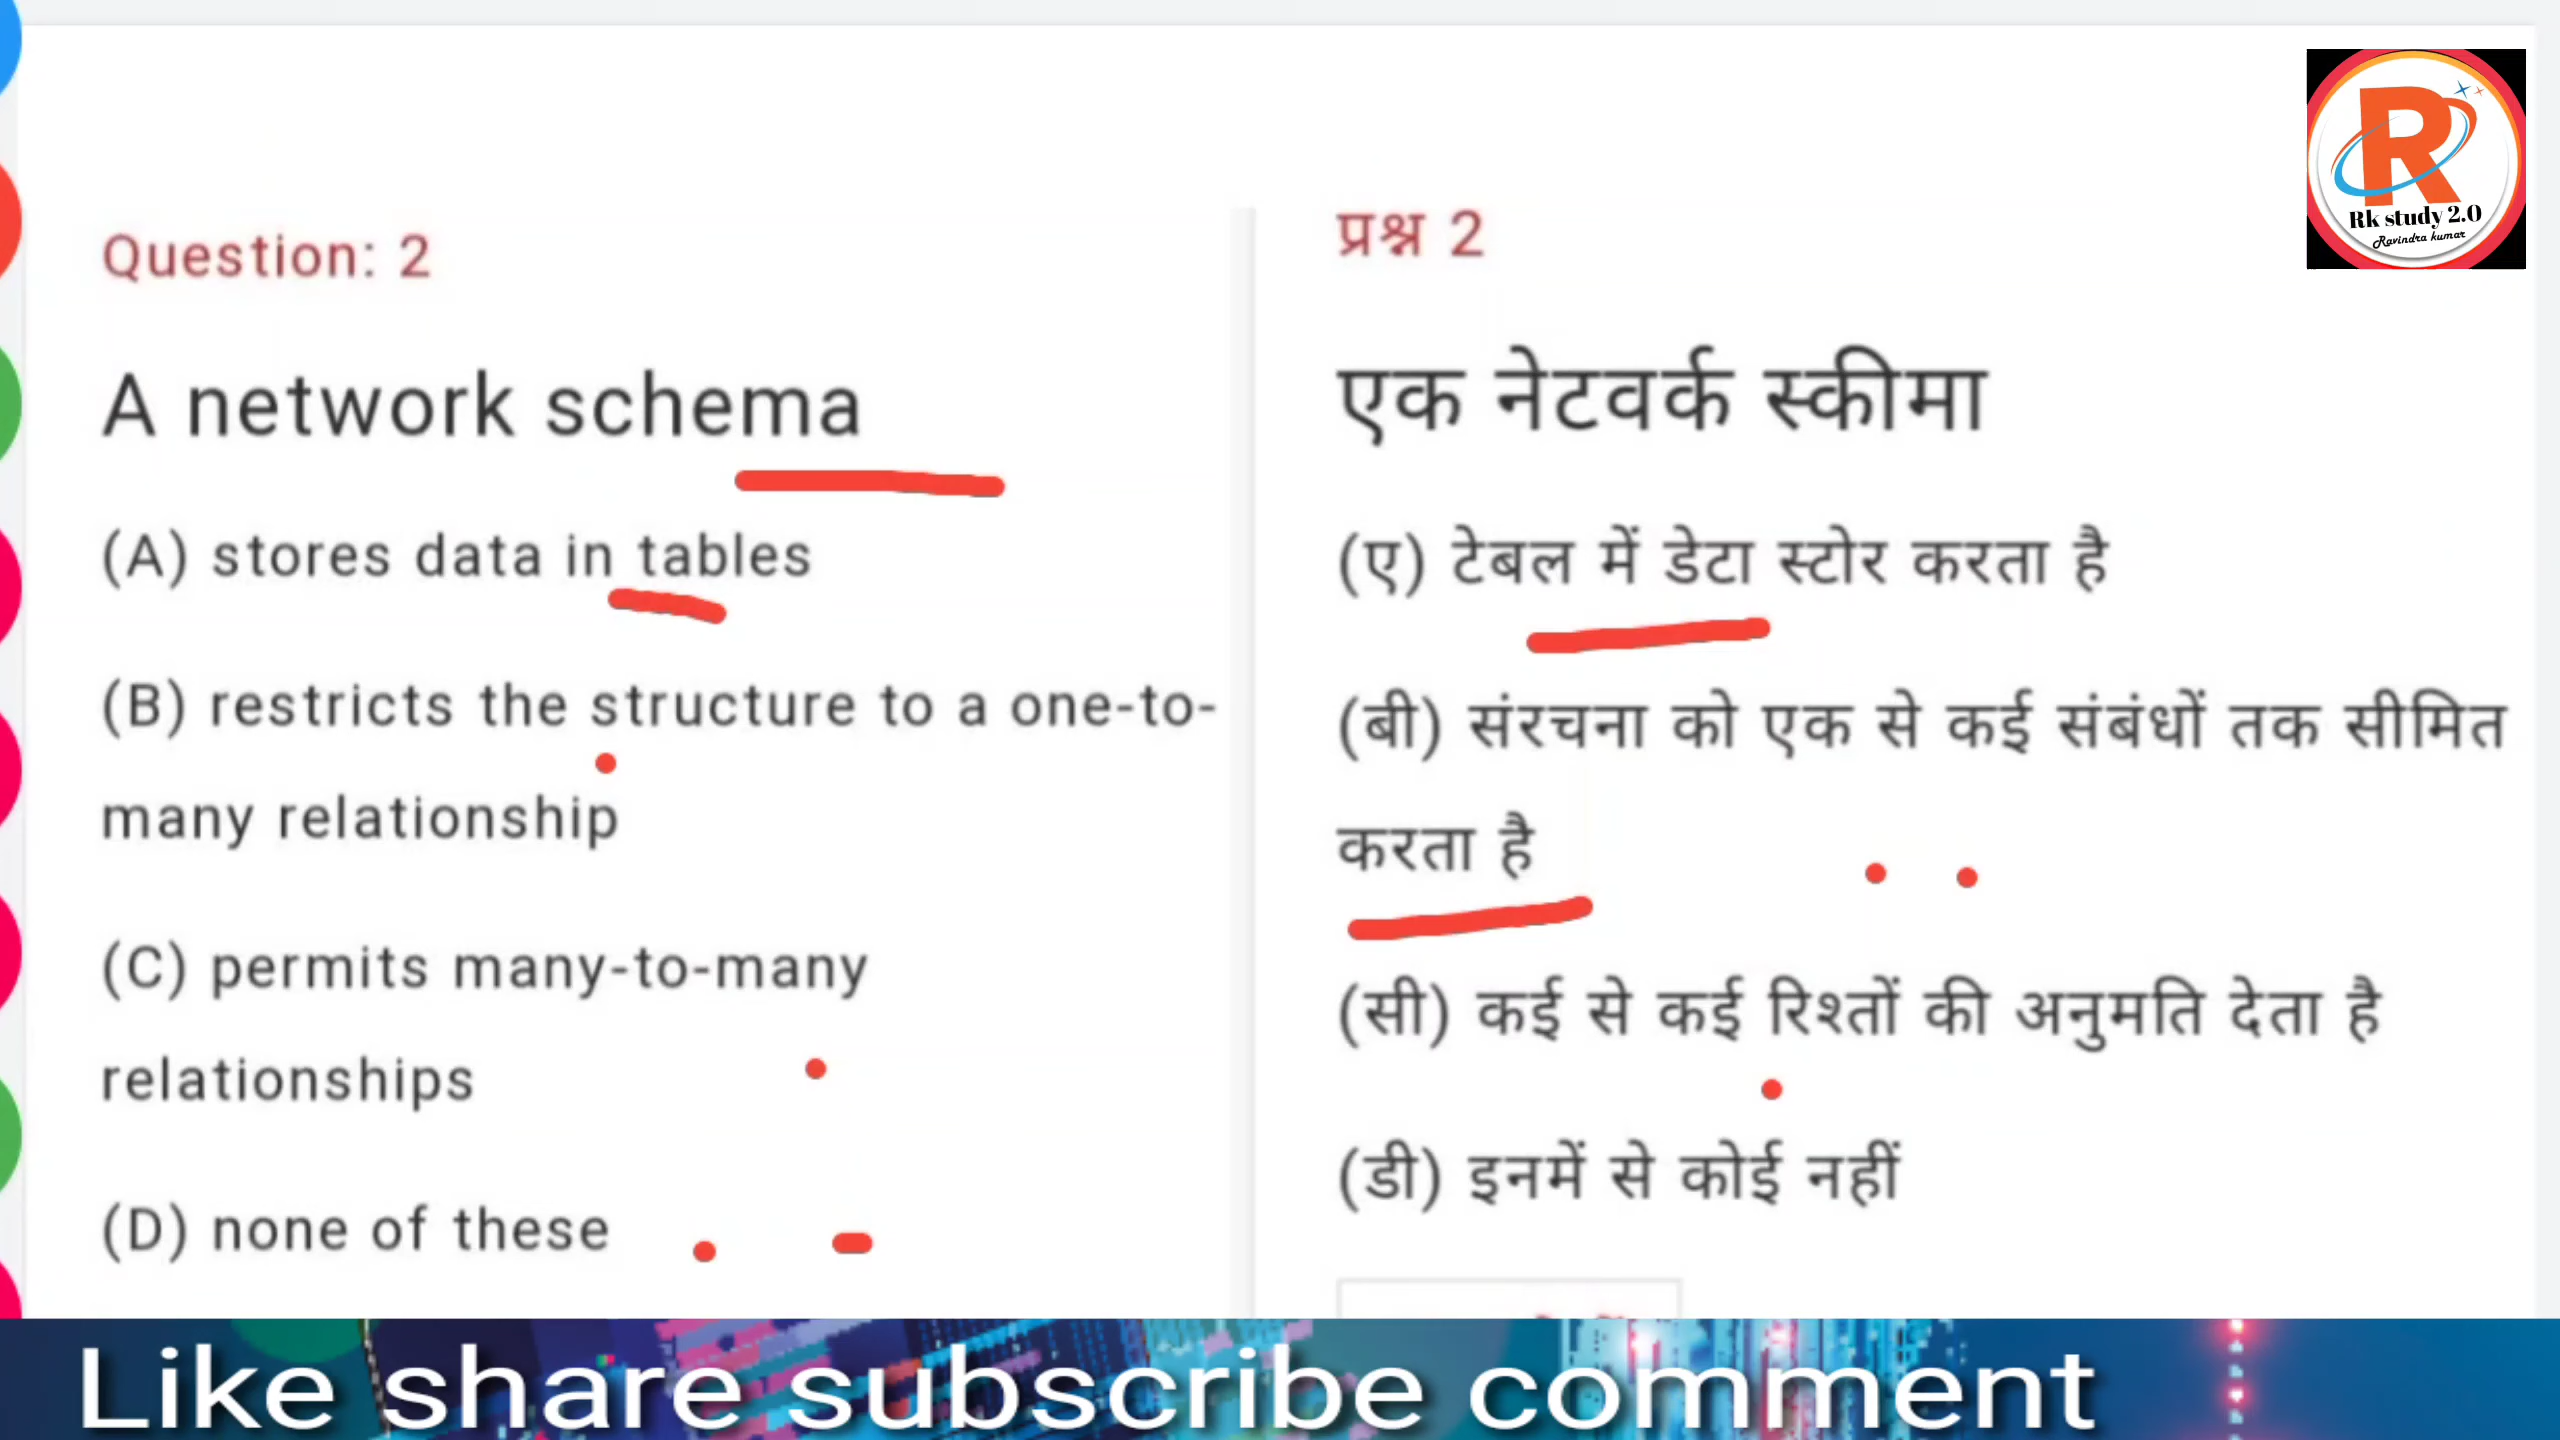 Question: 2
A network schema
(A) stores data in tables
(B) restricts the structure to a one-to-
many relationship
(C) permits many-to-many
relationships
(D) none of these
प्रश्न 2
एक नेटवर्क स्कीमा
(ए) टेबल में डेटा स्टोर करता है
(बी) संरचना को एक से कई संबंधों तक सीमित
करता है
(सी) कई से कई रिश्तों की अनुमति देता है
(डी) इनमें से कोई नहीं
R
Rk study 2.0
Ravindra kumar
Like share subscribe comment